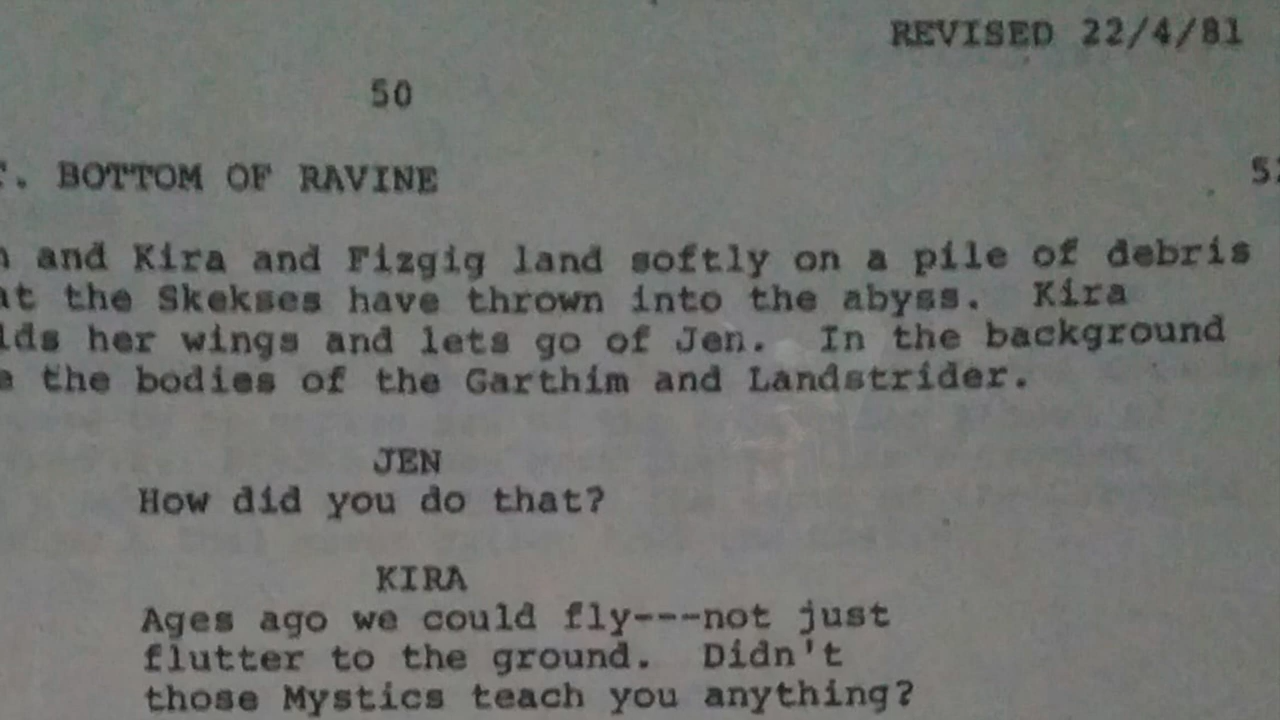 REVISED 22/4/81
50
. BOTTOM OF RAVINE
and Kira and Fizgig land softly on a pile of debris
at the Skekses have thrown into the abyss. Kira
lds her wings and lets go of Jen. In the background
e the bodies of the Garthim and Landstrider.
JEN
How did you do that?
KIRA
Ages ago we could fly---not just
flutter to the ground. Didn't
those Mystics teach you anything?